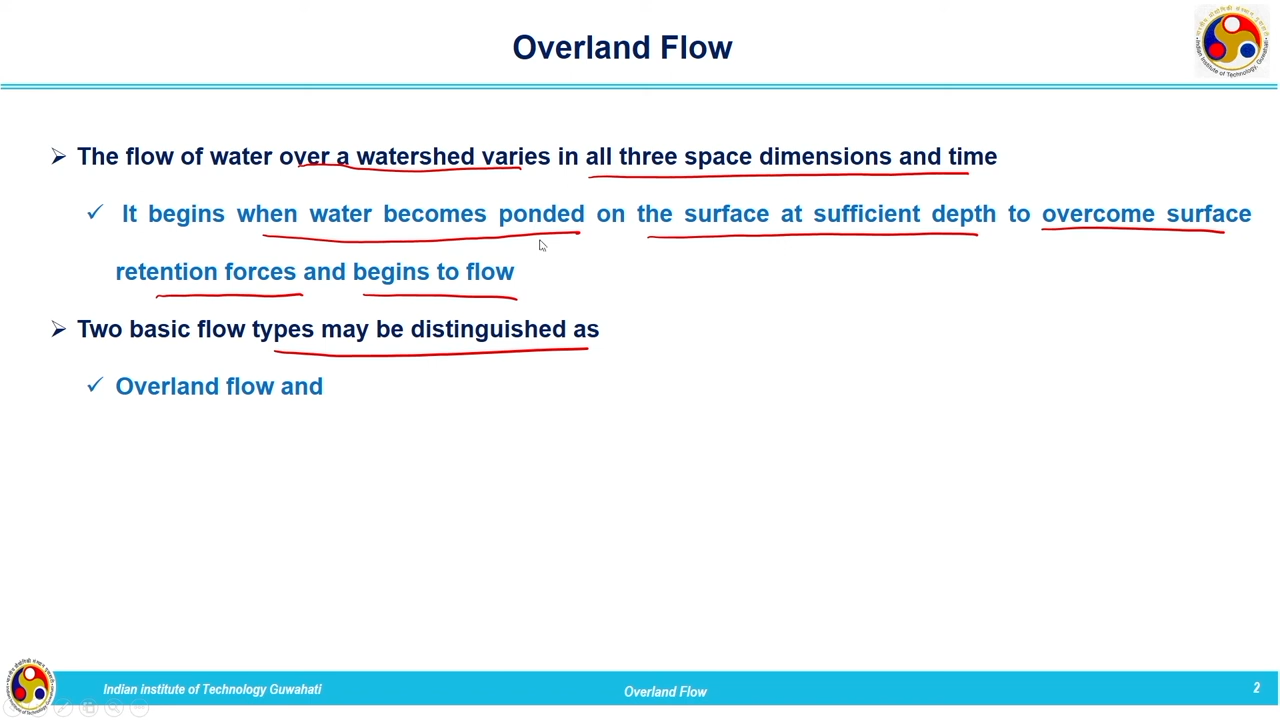 Overland Flow
The flow of water over a watershed varies in all three space dimensions and time
It begins when water becomes ponded on the surface at sufficient depth to overcome surface
retention forces and begins to flow
Two basic flow types may be distinguished as
Overland flow and
Indian institute of Technology Guwahati
Overland Flow
2